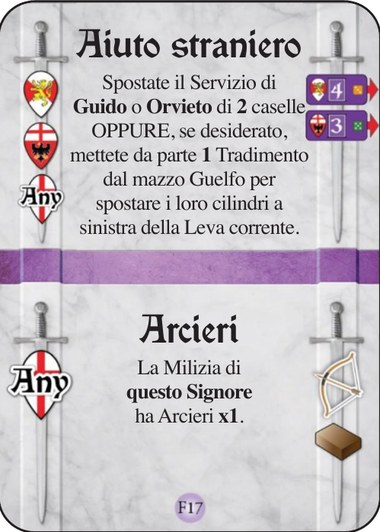 Aiuto straniero
Spostate il Servizio di
Guido o Orvieto di 2 caselle
OPPURE, se desiderato,
mettete da parte 1 Tradimento
dal mazzo Guelfo per
spostare i loro cilindri a
sinistra della Leva corrente.
4
3
Any
Arcieri
La Milizia di
questo Signore
ha Arcieri x1.
Any
F17